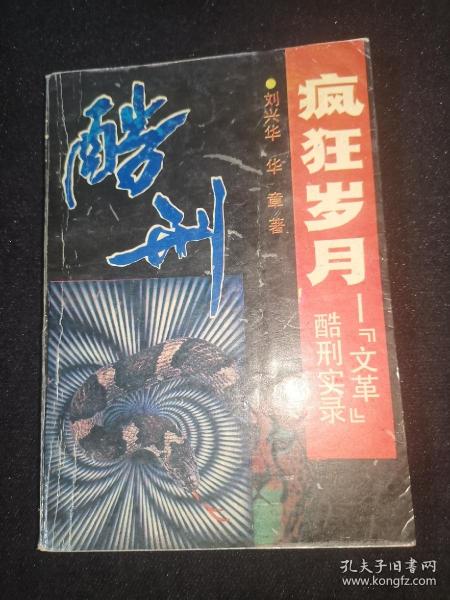 疯狂岁月
—『文革』
酷刑实录
●刘兴华 华章著
酷刑
孔夫子旧书网
www.kongfz.com